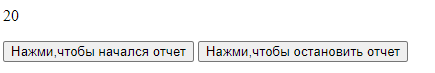 20
Нажми,чтобы начался отчет Нажми,чтобы остановить отчет